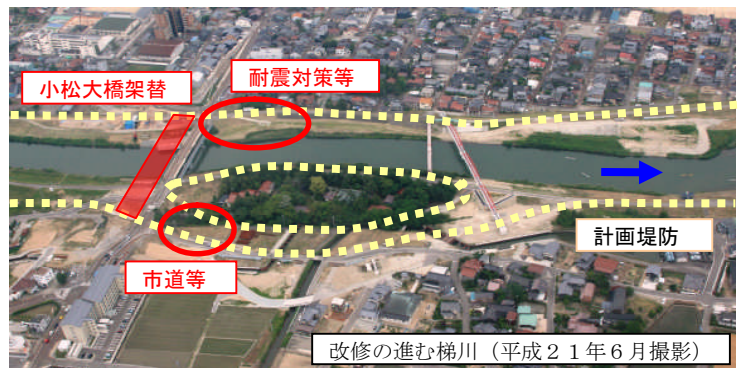 耐震対策等
小松大橋架替
計画堤防
市道等
改修の進む梯川（平成２１年６月撮影）